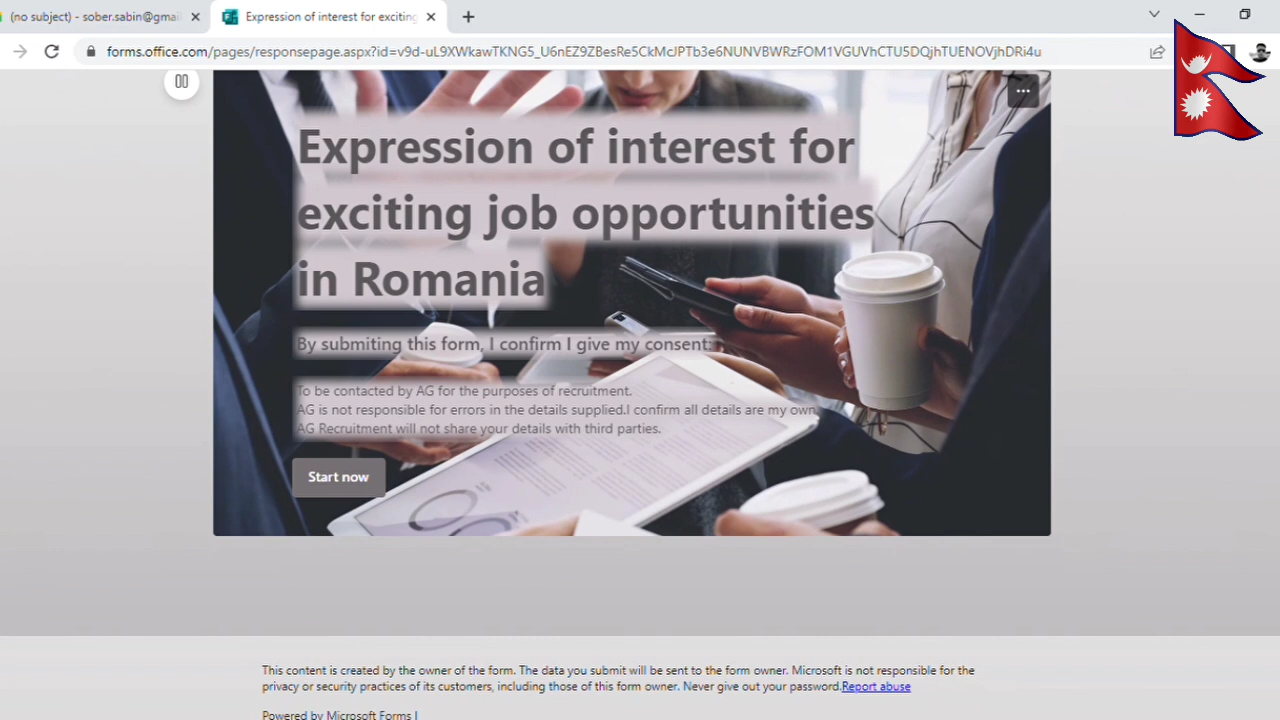 (no subject) - sober.sabin@gmai
Expression of interest for exciting
forms.office.com/pages/responsepage.aspx?id=v9d-uL9XWkawTKNG5_U6nEZ9ZBesRe5CkMcJPTb3e6NUNVBWRzFOM1VGUVhCTU5DQjhTUENOVjhDRi4u
Expression of interest for
exciting job opportunities
in Romania
By submiting this form, I confirm I give my consent:
To be contacted by AG for the purposes of recruitment.
AG is not responsible for errors in the details supplied.I confirm all details are my own.
AG Recruitment will not share your details with third parties.
Start now
This content is created by the owner of the form. The data you submit will be sent to the form owner. Microsoft is not responsible for the
privacy or security practices of its customers, including those of this form owner. Never give out your password.Report abuse
Powered by Microsoft Forms |